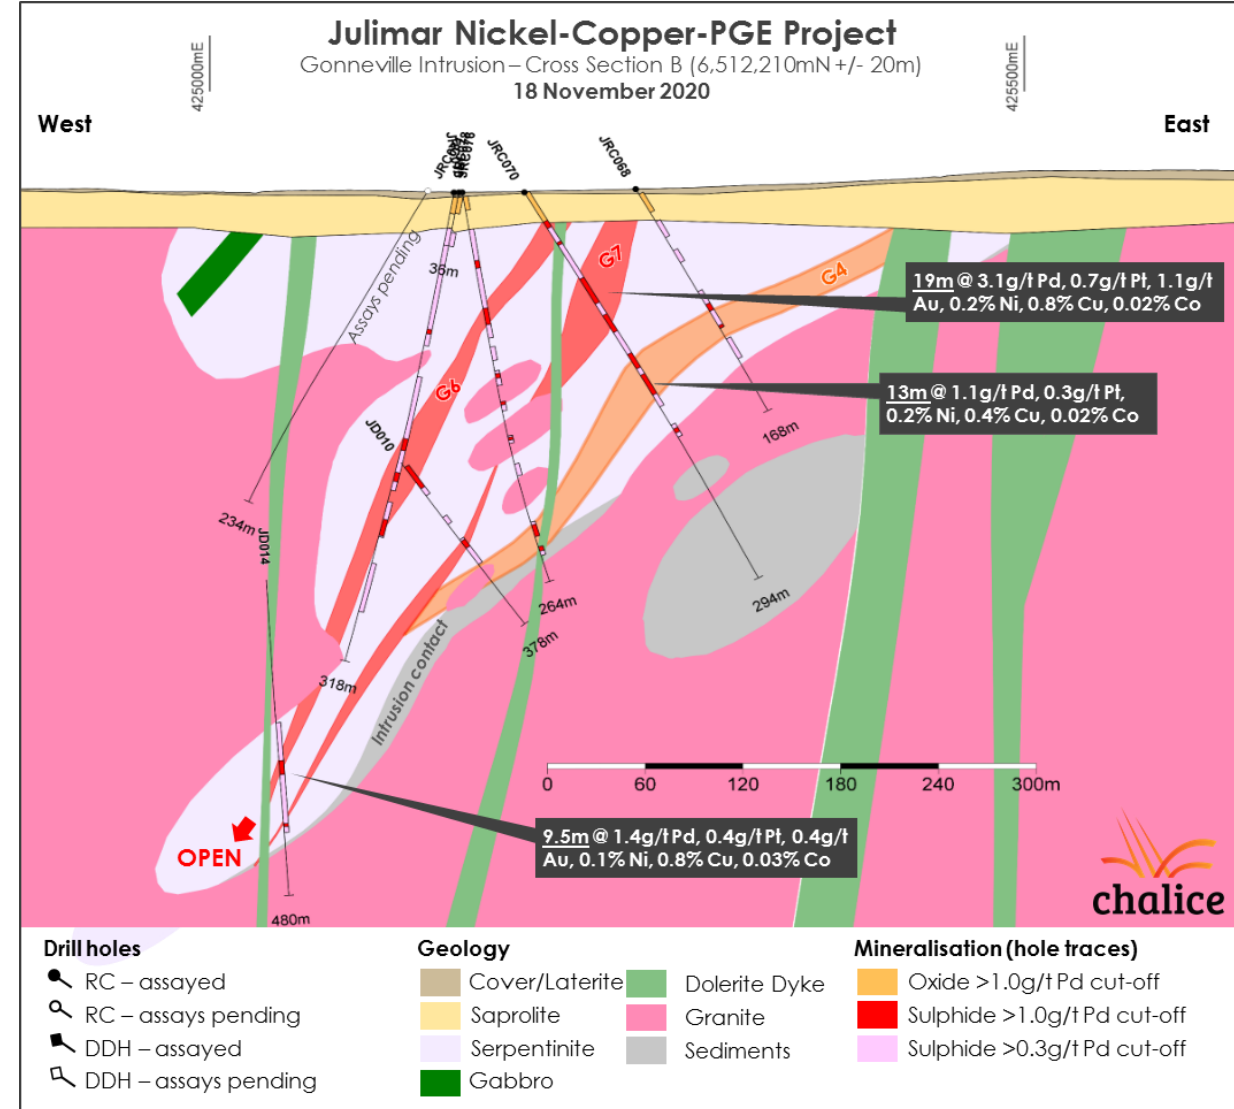 Julimar Nickel-Copper-PGE Project
Gonneville Intrusion – Cross Section B (6,512,210mN +/- 20m)
18 November 2020
425000mE
425500mE
West
East
JRC070
JRC068
Assays pending
36m
G7
G4
19m @ 3.1g/t Pd, 0.7g/t Pt, 1.1g/t
Au, 0.2% Ni, 0.8% Cu, 0.02% Co
G6
13m @ 1.1g/t Pd, 0.3g/t Pt,
0.2% Ni, 0.4% Cu, 0.02% Co
JD010
168m
234m
JD014
264m
294m
378m
318m
Intrusion contact
0 60 120 180 240 300m
9.5m @ 1.4g/t Pd, 0.4g/t Pt, 0.4g/t
Au, 0.1% Ni, 0.8% Cu, 0.03% Co
OPEN
480m
chalice
Drill holes
RC – assayed
RC – assays pending
DDH – assayed
DDH – assays pending
Geology
Cover/Laterite
Saprolite
Serpentinite
Gabbro
Dolerite Dyke
Granite
Sediments
Mineralisation (hole traces)
Oxide >1.0g/t Pd cut-off
Sulphide >1.0g/t Pd cut-off
Sulphide >0.3g/t Pd cut-off